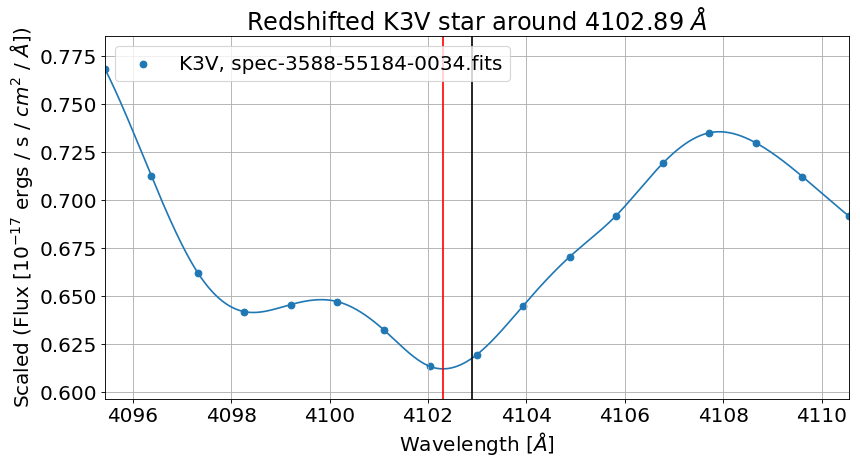 Redshifted K3V star around 4102.89 Å
K3V, spec-3588-55184-0034.fits
Scaled (Flux [10⁻¹⁷ ergs / s / cm² / Å])
0.775
0.750
0.725
0.700
0.675
0.650
0.625
0.600
4096 4098 4100 4102 4104 4106 4108 4110
Wavelength [Å]